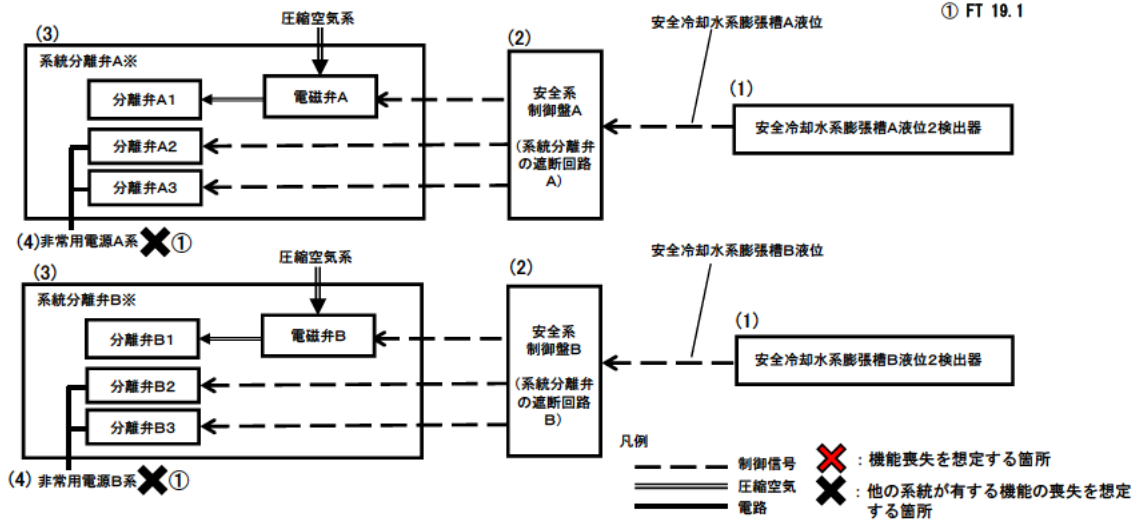 ① FT 19.1
圧縮空気系
安全冷却水系膨張槽A液位
(3)
(2)
系統分離弁A※
(1)
分離弁A1
電磁弁A
安全系
制御盤A
(系統分離弁
の遮断回路
A)
安全冷却水系膨張槽A液位2検出器
分離弁A2
分離弁A3
(4)非常用電源A系 ①
圧縮空気系
安全冷却水系膨張槽B液位
(3)
(2)
系統分離弁B※
(1)
分離弁B1
電磁弁B
安全系
制御盤B
(系統分離弁
の遮断回路
B)
安全冷却水系膨張槽B液位2検出器
分離弁B2
分離弁B3
(4) 非常用電源B系 ①
凡例
制御信号
圧縮空気
電路
：機能喪失を想定する箇所
：他の系統が有する機能の喪失を想定
する箇所